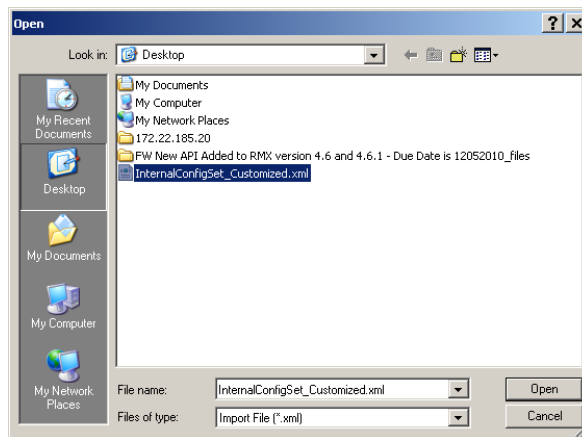 Open
Look in:
Desktop
My Recent
Documents
Desktop
My Documents
My Computer
My Network
Places
My Documents
My Computer
My Network Places
172.22.185.20
FW New API Added to RMX version 4.6 and 4.6.1 - Due Date is 12052010_files
InternalConfigSet_Customized.xml
File name:
InternalConfigSet_Customized.xml
Open
Files of type:
Import File (*.xml)
Cancel